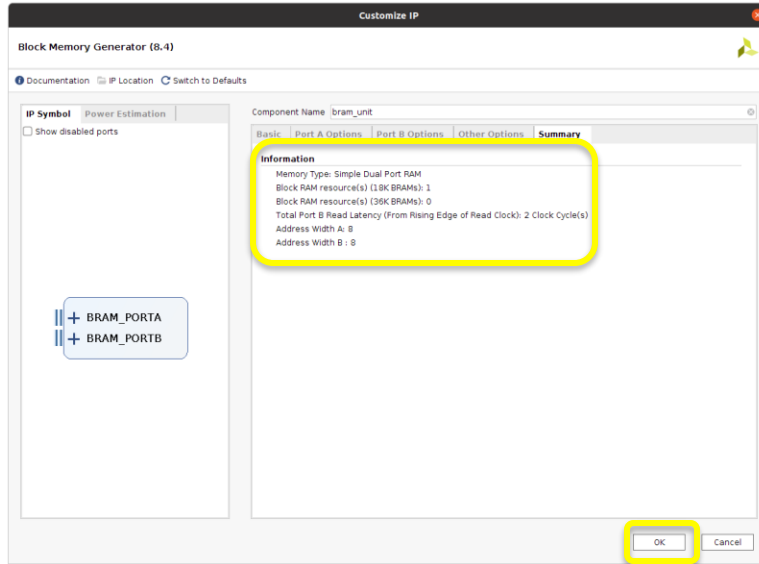 Customize IP
Block Memory Generator (8.4)
Documentation IP Location Switch to Defaults
IP Symbol Power Estimation
Show disabled ports
BRAM_PORTA
BRAM_PORTB
Component Name bram_unit
Basic Port A Options Port B Options Other Options Summary
Information
Memory Type: Simple Dual Port RAM
Block RAM resource(s) (18K BRAMs): 1
Block RAM resource(s) (36K BRAMs): 0
Total Port B Read Latency (From Rising Edge of Read Clock): 2 Clock Cycle(s)
Address Width A: 8
Address Width B : 8
OK Cancel